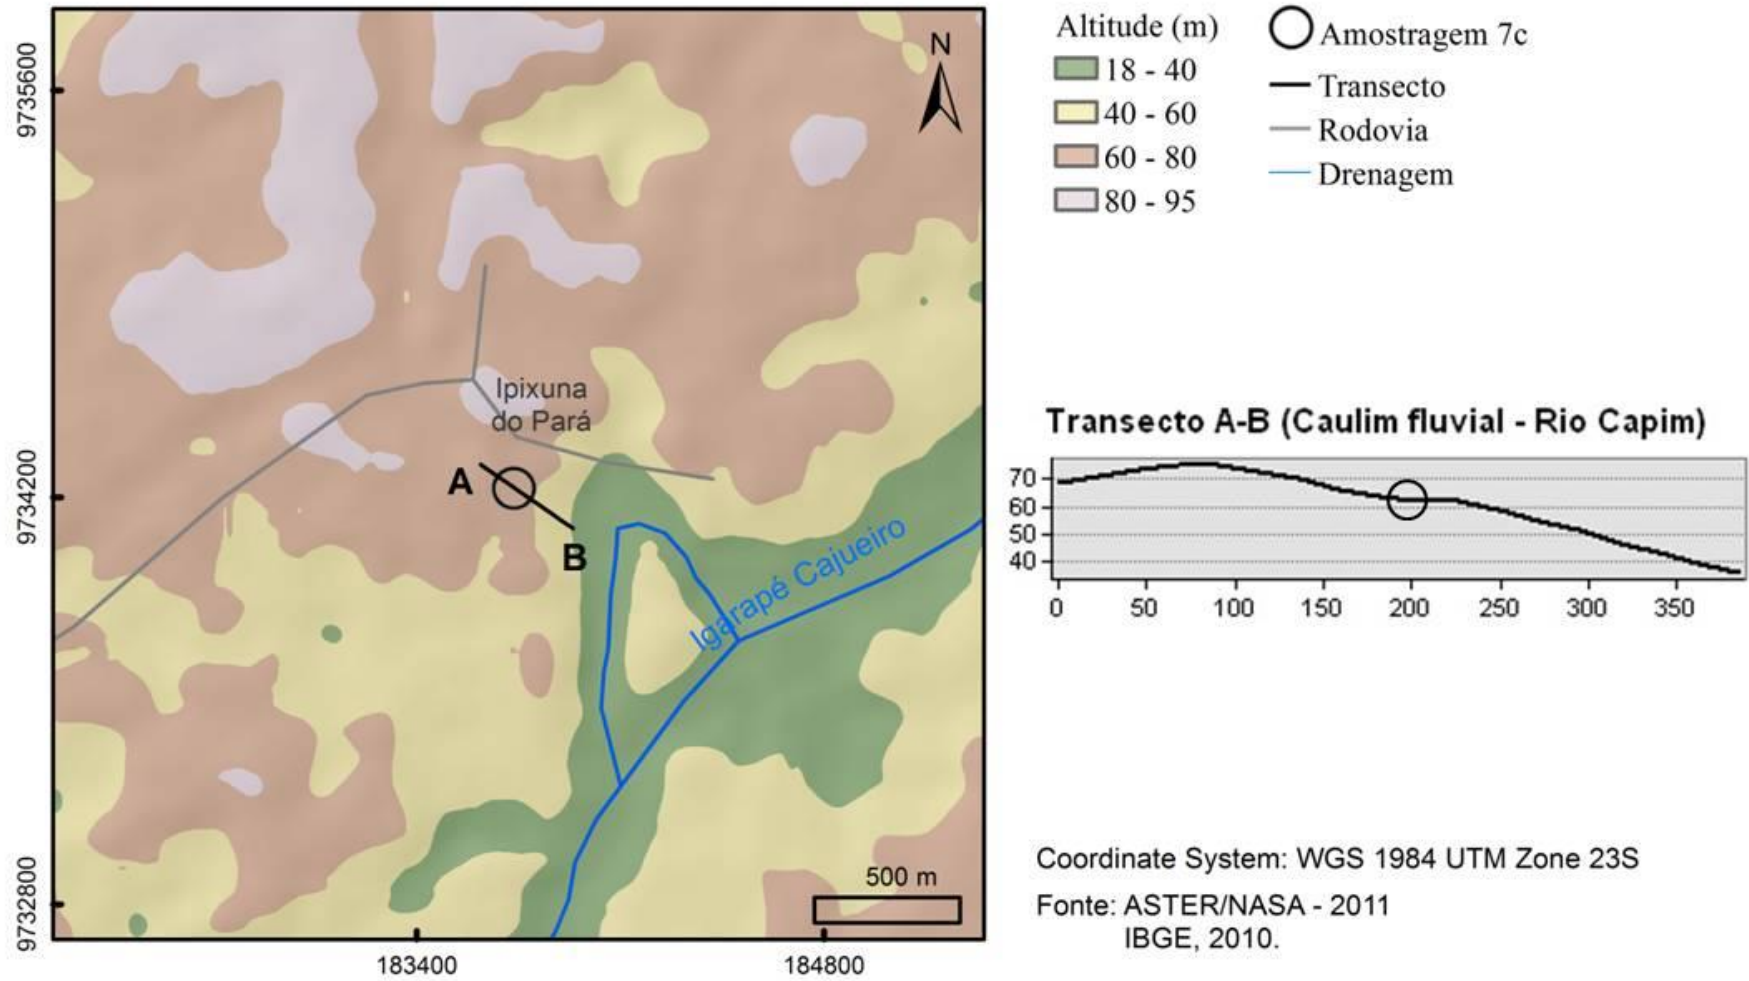 9735600
9734200
9732800
183400
184800
N
Ipixuna
do Pará
A
B
Igarapé Cajueiro
500 m
Altitude (m)
18 - 40
40 - 60
60 - 80
80 - 95
Amostragem 7c
Transecto
Rodovia
Drenagem
Transecto A-B (Caulim fluvial - Rio Capim)
70
60
50
40
0 50 100 150 200 250 300 350
Coordinate System: WGS 1984 UTM Zone 23S
Fonte: ASTER/NASA - 2011
IBGE, 2010.